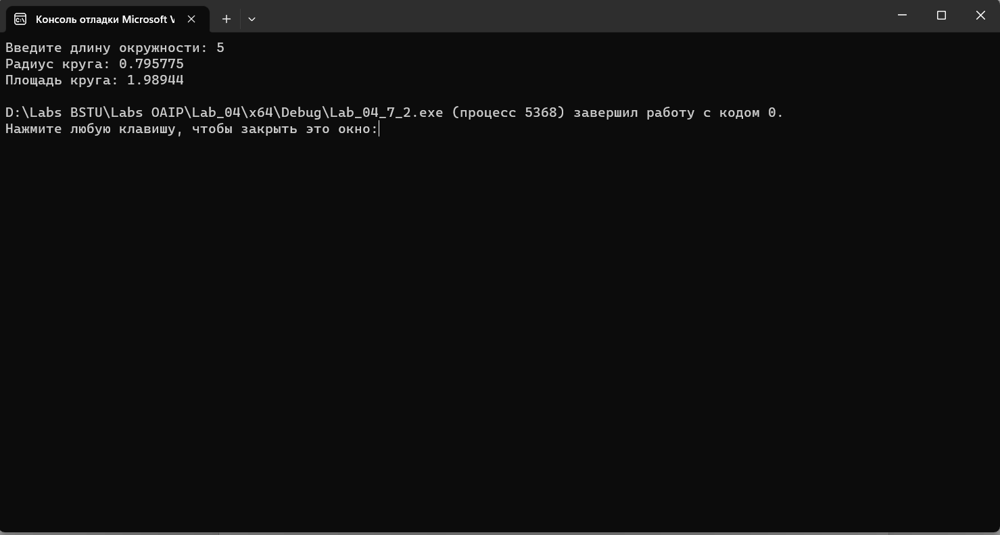 Консоль отладки Microsoft V
Введите длину окружности: 5
Радиус круга: 0.795775
Площадь круга: 1.98944
D:\Labs BSTU\Labs OAIP\Lab_04\x64\Debug\Lab_04_7_2.exe (процесс 5368) завершил работу с кодом 0.
Нажмите любую клавишу, чтобы закрыть это окно: